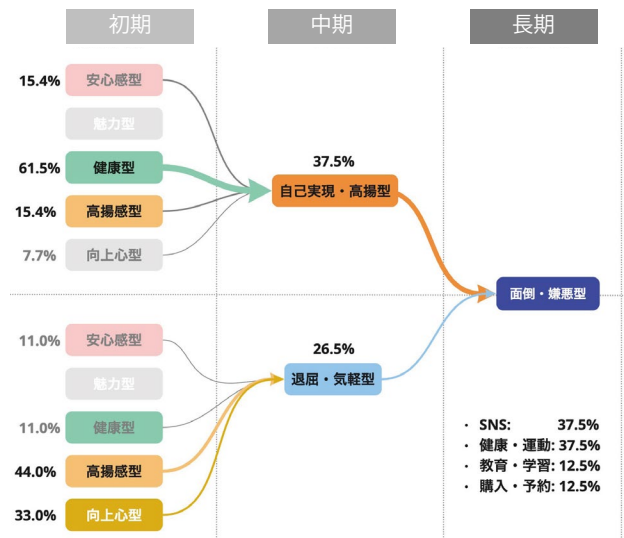 初期
中期
長期
15.4% 安心感型
魅力型
61.5% 健康型
15.4% 高揚感型
7.7% 向上心型
37.5%
自己実現・高揚型
面倒・嫌悪型
11.0% 安心感型
魅力型
11.0% 健康型
44.0% 高揚感型
33.0% 向上心型
26.5%
退屈・気軽型
・ SNS: 37.5%
・ 健康・運動: 37.5%
・ 教育・学習: 12.5%
・ 購入・予約: 12.5%